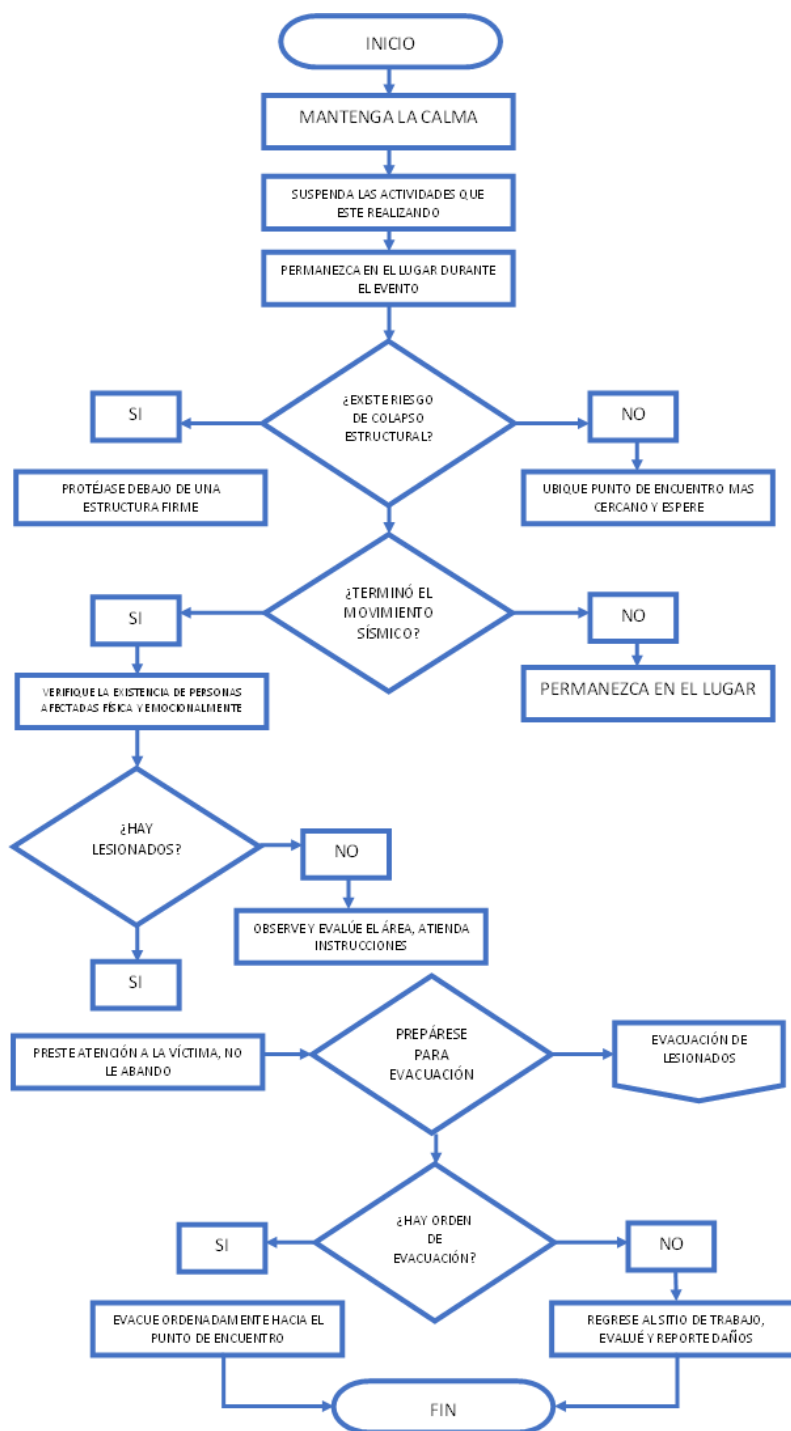 INICIO
MANTENGA LA CALMA
SUSPENDA LAS ACTIVIDADES QUE
ESTE REALIZANDO
PERMANEZCA EN EL LUGAR DURANTE
EL EVENTO
¿EXISTE RIESGO
DE COLAPSO
ESTRUCTURAL?
SI
NO
PROTÉJASE DEBAJO DE UNA
ESTRUCTURA FIRME
UBIQUE PUNTO DE ENCUENTRO MAS
CERCANO Y ESPERE
¿TERMINÓ EL
MOVIMIENTO
SÍSMICO?
SI
NO
VERIFIQUE LA EXISTENCIA DE PERSONAS
AFECTADAS FÍSICA Y EMOCIONALMENTE
PERMANEZCA EN EL LUGAR
¿HAY
LESIONADOS?
NO
OBSERVE Y EVALÚE EL ÁREA, ATIENDA
INSTRUCCIONES
SI
PRESTE ATENCIÓN A LA VÍCTIMA, NO
LE ABANDO
PREPÁRESE
PARA
EVACUACIÓN
EVACUACIÓN DE
LESIONADOS
¿HAY ORDEN
DE
EVACUACIÓN?
SI
NO
EVACUE ORDENADAMENTE HACIA EL
PUNTO DE ENCUENTRO
REGRESE AL SITIO DE TRABAJO,
EVALUÉ Y REPORTE DAÑOS
FIN